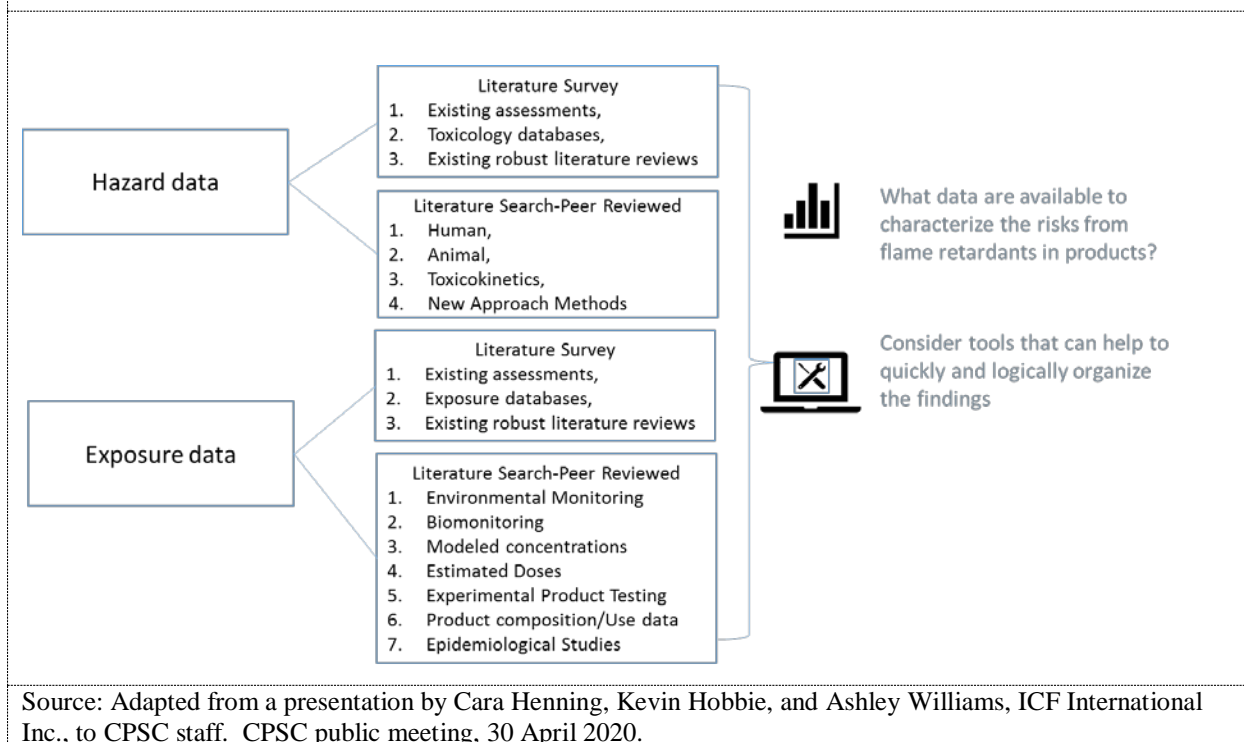 Hazard data
Literature Survey
1. Existing assessments,
2. Toxicology databases,
3. Existing robust literature reviews
Literature Search-Peer Reviewed
1. Human,
2. Animal,
3. Toxicokinetics,
4. New Approach Methods
Exposure data
Literature Survey
1. Existing assessments,
2. Exposure databases,
3. Existing robust literature reviews
Literature Search-Peer Reviewed
1. Environmental Monitoring
2. Biomonitoring
3. Modeled concentrations
4. Estimated Doses
5. Experimental Product Testing
6. Product composition/Use data
7. Epidemiological Studies
What data are available to
characterize the risks from
flame retardants in products?
Consider tools that can help to
quickly and logically organize
the findings
Source: Adapted from a presentation by Cara Henning, Kevin Hobbie, and Ashley Williams, ICF International
Inc., to CPSC staff. CPSC public meeting, 30 April 2020.